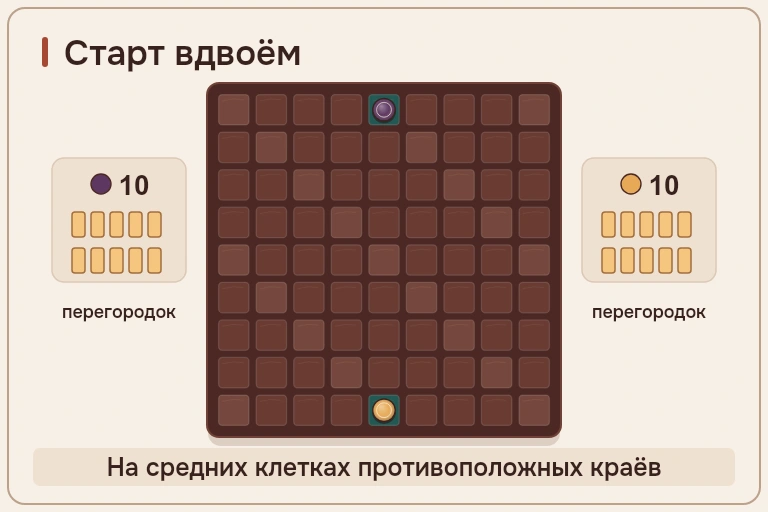 Старт вдвоём
10
перегородок
10
перегородок
На средних клетках противоположных краёв